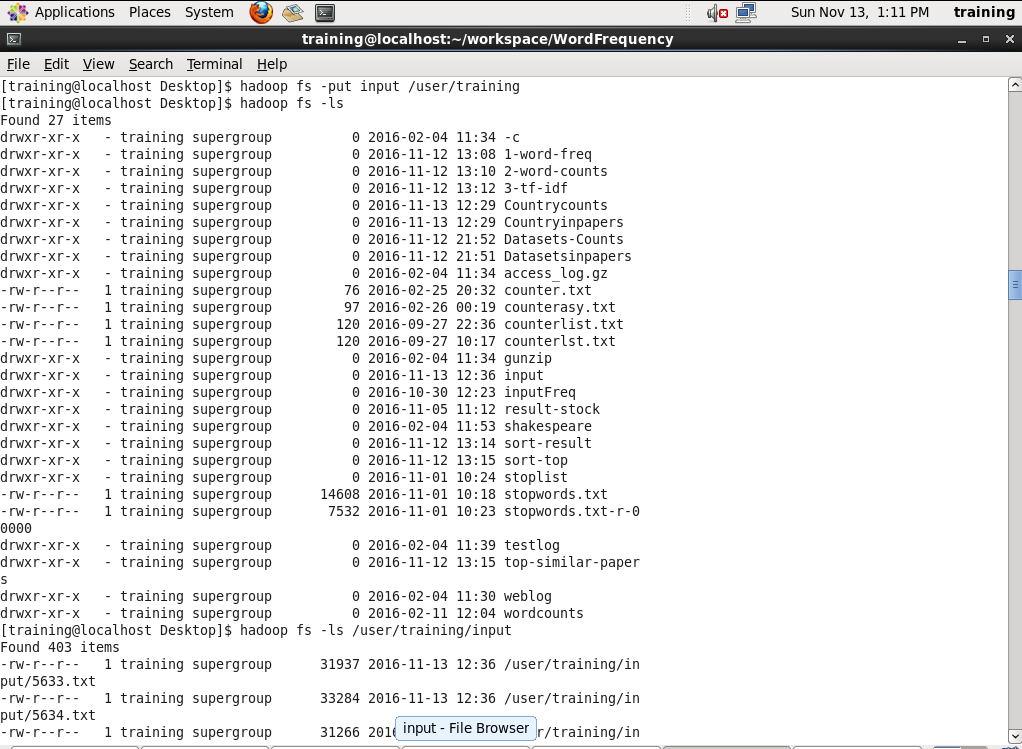 Applications Places System Sun Nov 13, 1:11 PM training
training@localhost:~/workspace/WordFrequency
File Edit View Search Terminal Help
[training@localhost Desktop]$ hadoop fs -put input /user/training
[training@localhost Desktop]$ hadoop fs -ls
Found 27 items
drwxr-xr-x   - training supergroup          0 2016-02-04 11:34 -c
drwxr-xr-x   - training supergroup          0 2016-11-12 13:08 1-word-freq
drwxr-xr-x   - training supergroup          0 2016-11-12 13:10 2-word-counts
drwxr-xr-x   - training supergroup          0 2016-11-12 13:12 3-tf-idf
drwxr-xr-x   - training supergroup          0 2016-11-13 12:29 Countrycounts
drwxr-xr-x   - training supergroup          0 2016-11-13 12:29 Countryinpapers
drwxr-xr-x   - training supergroup          0 2016-11-12 21:52 Datasets-Counts
drwxr-xr-x   - training supergroup          0 2016-11-12 21:51 Datasetsinpapers
drwxr-xr-x   - training supergroup          0 2016-02-04 11:34 access_log.gz
-rw-r--r--   1 training supergroup         76 2016-02-25 20:32 counter.txt
-rw-r--r--   1 training supergroup         97 2016-02-26 00:19 counterasy.txt
-rw-r--r--   1 training supergroup        120 2016-09-27 22:36 counterlist.txt
-rw-r--r--   1 training supergroup        120 2016-09-27 10:17 counterlst.txt
drwxr-xr-x   - training supergroup          0 2016-02-04 11:34 gunzip
drwxr-xr-x   - training supergroup          0 2016-11-13 12:36 input
drwxr-xr-x   - training supergroup          0 2016-10-30 12:23 inputFreq
drwxr-xr-x   - training supergroup          0 2016-11-05 11:12 result-stock
drwxr-xr-x   - training supergroup          0 2016-02-04 11:53 shakespeare
drwxr-xr-x   - training supergroup          0 2016-11-12 13:14 sort-result
drwxr-xr-x   - training supergroup          0 2016-11-12 13:15 sort-top
drwxr-xr-x   - training supergroup          0 2016-11-01 10:24 stoplist
-rw-r--r--   1 training supergroup      14608 2016-11-01 10:18 stopwords.txt
-rw-r--r--   1 training supergroup       7532 2016-11-01 10:23 stopwords.txt-r-0
0000
drwxr-xr-x   - training supergroup          0 2016-02-04 11:39 testlog
drwxr-xr-x   - training supergroup          0 2016-11-12 13:15 top-similar-paper
s
drwxr-xr-x   - training supergroup          0 2016-02-04 11:30 weblog
drwxr-xr-x   - training supergroup          0 2016-02-11 12:04 wordcounts
[training@localhost Desktop]$ hadoop fs -ls /user/training/input
Found 403 items
-rw-r--r--   1 training supergroup      31937 2016-11-13 12:36 /user/training/in
put/5633.txt
-rw-r--r--   1 training supergroup      33284 2016-11-13 12:36 /user/training/in
put/5634.txt
-rw-r--r--   1 training supergroup      31266 r/training/in
input - File Browser